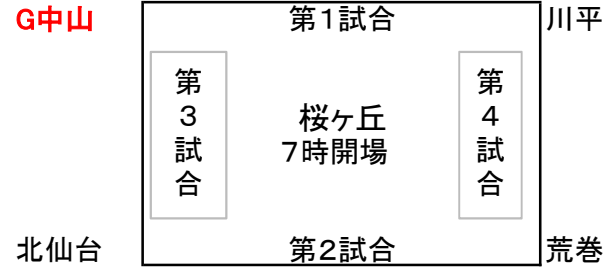 G中山
第1試合
川平
第3試合
桜ヶ丘
7時開場
第4試合
北仙台
第2試合
荒巻